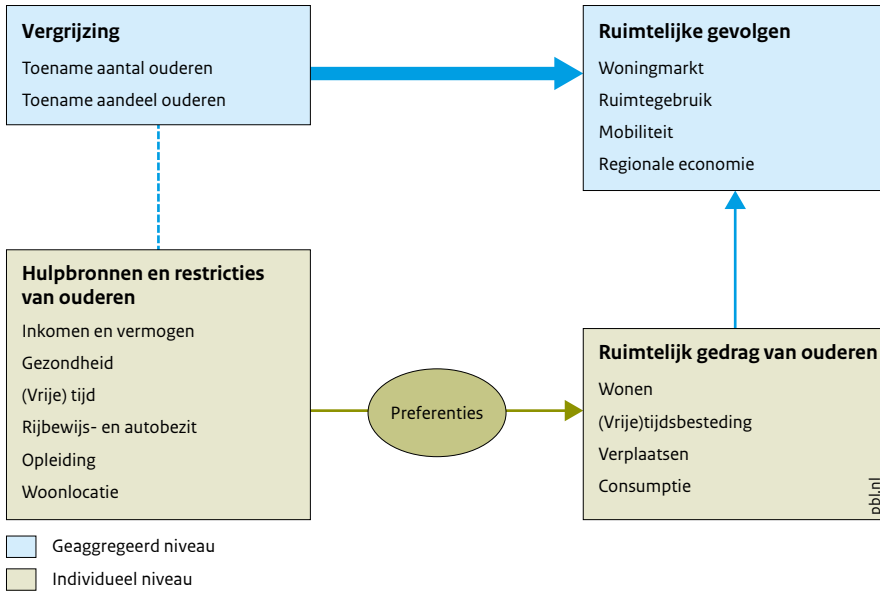 Vergrijzing
Toename aantal ouderen
Toename aandeel ouderen
Ruimtelijke gevolgen
Woningmarkt
Ruimtegebruik
Mobiliteit
Regionale economie
Hulpbronnen en restricties
van ouderen
Inkomen en vermogen
Gezondheid
(Vrije) tijd
Rijbewijs- en autobezit
Opleiding
Woonlocatie
Preferenties
Ruimtelijk gedrag van ouderen
Wonen
(Vrije)tijdsbesteding
Verplaatsen
Consumptie
pbl.nl
Geaggregeerd niveau
Individueel niveau